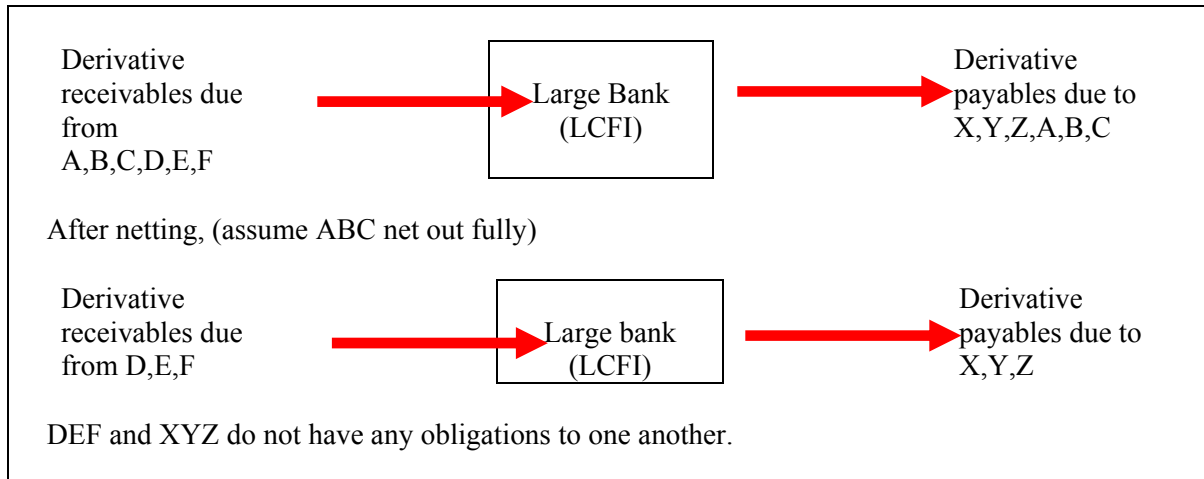 Derivative
receivables due
from
A,B,C,D,E,F
Large Bank
(LCFI)
Derivative
payables due to
X,Y,Z,A,B,C
After netting, (assume ABC net out fully)
Derivative
receivables due
from D,E,F
Large bank
(LCFI)
Derivative
payables due to
X,Y,Z
DEF and XYZ do not have any obligations to one another.